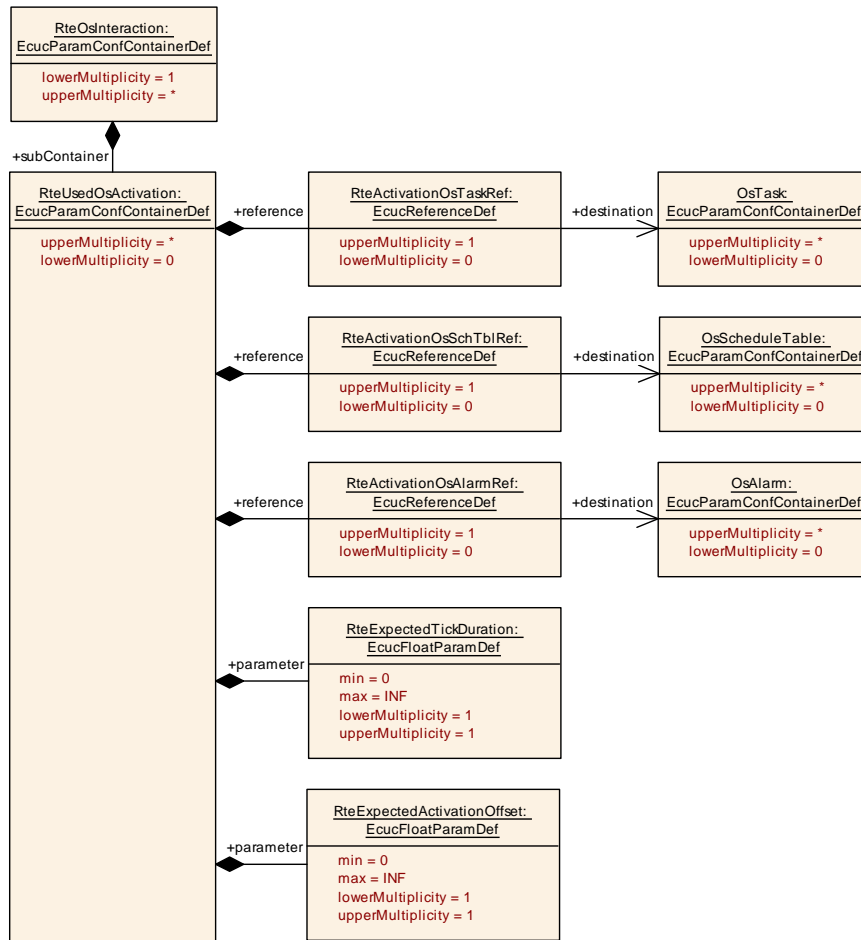 RteOsInteraction:
EcucParamConfContainerDef
lowerMultiplicity = 1
upperMultiplicity = *
+subContainer
RteUsedOsActivation:
EcucParamConfContainerDef
upperMultiplicity = *
lowerMultiplicity = 0
+reference
RteActivationOsTaskRef:
EcucReferenceDef
upperMultiplicity = 1
lowerMultiplicity = 0
+destination
OsTask:
EcucParamConfContainerDef
upperMultiplicity = *
lowerMultiplicity = 0
+reference
RteActivationOsSchTblRef:
EcucReferenceDef
upperMultiplicity = 1
lowerMultiplicity = 0
+destination
OsScheduleTable:
EcucParamConfContainerDef
upperMultiplicity = *
lowerMultiplicity = 0
+reference
RteActivationOsAlarmRef:
EcucReferenceDef
upperMultiplicity = 1
lowerMultiplicity = 0
+destination
OsAlarm:
EcucParamConfContainerDef
upperMultiplicity = *
lowerMultiplicity = 0
+parameter
RteExpectedTickDuration:
EcucFloatParamDef
min = 0
max = INF
lowerMultiplicity = 1
upperMultiplicity = 1
+parameter
RteExpectedActivationOffset:
EcucFloatParamDef
min = 0
max = INF
lowerMultiplicity = 1
upperMultiplicity = 1